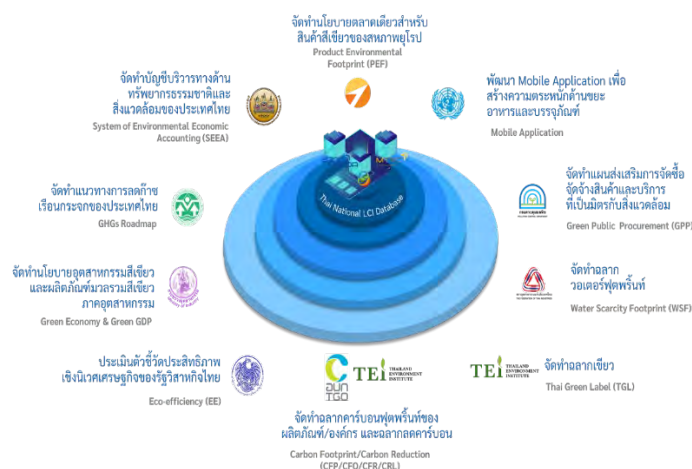 จัดทำนโยบายตลาดเดียวสำหรับ
สินค้าสีเขียวของสหภาพยุโรป
Product Environmental
Footprint (PEF)
จัดทำบัญชีบริวารทางด้าน
ทรัพยากรธรรมชาติและ
สิ่งแวดล้อมของประเทศไทย
System of Environmental Economic
Accounting (SEEA)
พัฒนา Mobile Application เพื่อ
สร้างความตระหนักด้านขยะ
อาหารและบรรจุภัณฑ์
Mobile Application
Thai National LCI Database
จัดทำแนวทางการลดก๊าซ
เรือนกระจกของประเทศไทย
GHGs Roadmap
จัดทำแผนส่งเสริมการจัดซื้อ
จัดจ้างสินค้าและบริการ
ที่เป็นมิตรกับสิ่งแวดล้อม
Green Public Procurement (GPP)
จัดทำนโยบายอุตสาหกรรมสีเขียว
และผลิตภัณฑ์มวลรวมสีเขียว
ภาคอุตสาหกรรม
Green Economy & Green GDP
จัดทำฉลาก
วอเตอร์ฟุตพริ้นท์
Water Scarcity Footprint (WSF)
ประเมินตัวชี้วัดประสิทธิภาพ
เชิงนิเวศเศรษฐกิจของรัฐวิสาหกิจไทย
Eco-efficiency (EE)
อบก
TGO
TEI THAILAND
ENVIRONMENT
INSTITUTE
TEI THAILAND
ENVIRONMENT
INSTITUTE
จัดทำฉลากเขียว
Thai Green Label (TGL)
จัดทำฉลากคาร์บอนฟุตพริ้นท์ของ
ผลิตภัณฑ์/องค์กร และฉลากลดคาร์บอน
Carbon Footprint/Carbon Reduction
(CFP/CFO/CFR/CRL)